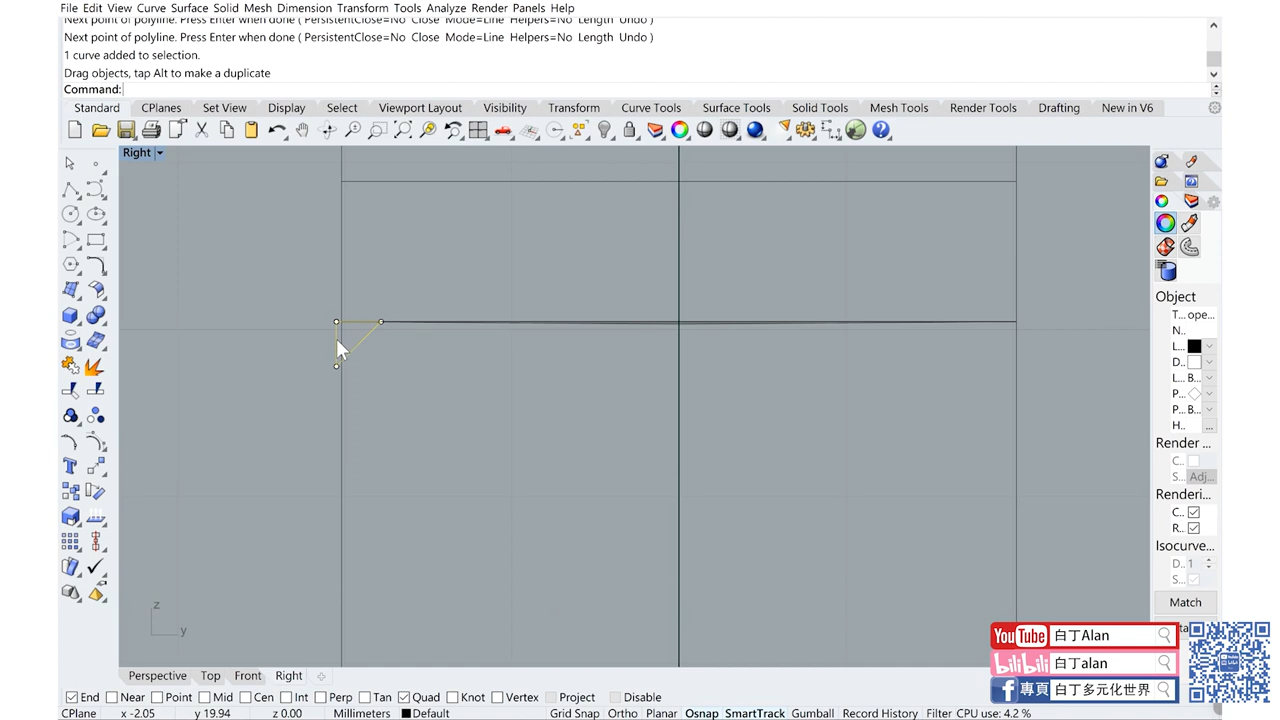 File Edit View Curve Surface Solid Mesh Dimension Transform Tools Analyze Render Panels Help
Next point of polyline. Press Enter when done ( PersistentClose=No Close Mode=Line Helpers=No Length Undo )
Next point of polyline. Press Enter when done ( PersistentClose=No Close Mode=Line Helpers=No Length Undo )
1 curve added to selection.
Drag objects, tap Alt to make a duplicate
Command:
Standard CPlanes Set View Display Select Viewport Layout Visibility Transform Curve Tools Surface Tools Solid Tools Mesh Tools Render Tools Drafting New in V6
Right
Object
T... ope...
N..
L...
D..
L... B...
P...
P... B...
H.. ...
Render ...
C..
S... Adj...
Renderi...
C..
R..
Isocurve...
D.. 1
S..
Match
z
y
YouTube 白丁Alan
bilibili 白丁alan
f 專頁 白丁多元化世界
Perspective Top Front Right
End Near Point Mid Cen Int Perp Tan Quad Knot Vertex Project Disable
CPlane x -2.05 y 19.94 z 0.00 Millimeters Default Grid Snap Ortho Planar Osnap SmartTrack Gumball Record History Filter CPU use: 4.2 %